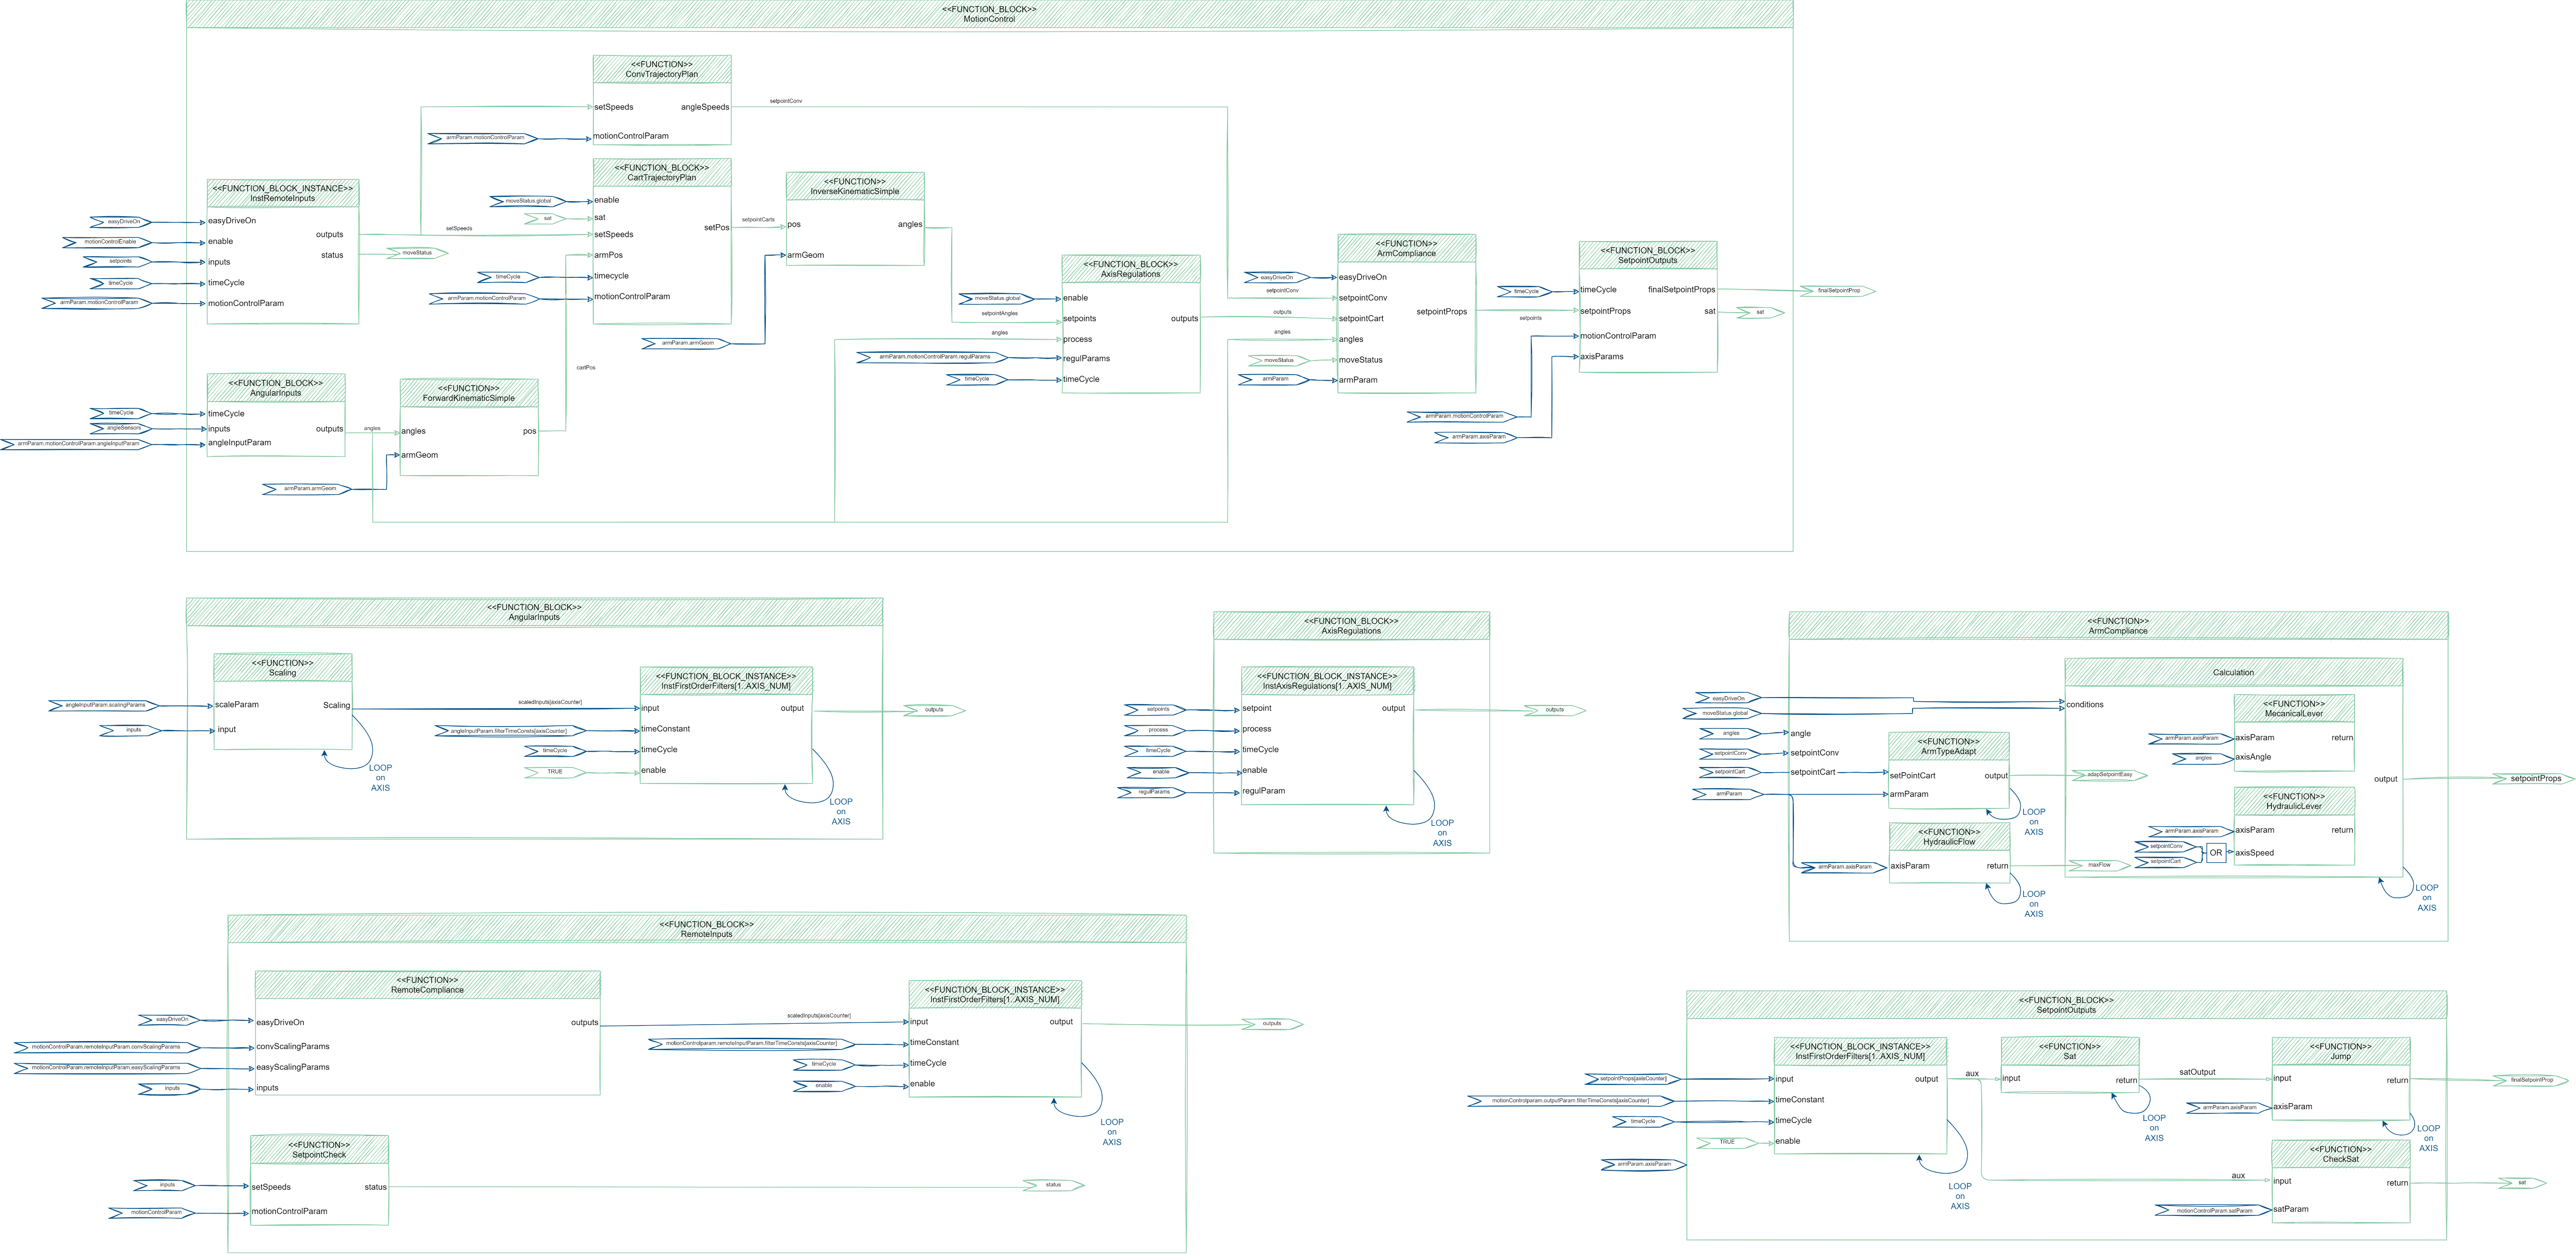 <<FUNCTION_BLOCK>>
MotionControl
<<FUNCTION>>
ConvTrajectoryPlan
setSpeeds
angleSpeeds
motionControlParam
armParam.motionControlParam
setpointConv
<<FUNCTION_BLOCK_INSTANCE>>
InstRemoteInputs
easyDriveOn
enable
inputs
timeCycle
motionControlParam
outputs
status
easyDriveOn
motionControlEnable
setpoints
timeCycle
armParam.motionControlParam
moveStatus
setSpeeds
<<FUNCTION_BLOCK>>
CartTrajectoryPlan
enable
sat
setSpeeds
armPos
timecycle
motionControlParam
setPos
moveStatus.global
sat
timeCycle
armParam.motionControlParam
setpointCarts
<<FUNCTION>>
InverseKinematicSimple
pos
armGeom
angles
armParam.armGeom
<<FUNCTION_BLOCK>>
AngularInputs
timeCycle
inputs
angleInputParam
outputs
timeCycle
angleSensors
armParam.motionControlParam.angleInputParam
angles
<<FUNCTION>>
ForwardKinematicSimple
angles
armGeom
pos
armParam.armGeom
cartPos
<<FUNCTION_BLOCK>>
AxisRegulations
enable
setpoints
process
regulParams
timeCycle
outputs
moveStatus.global
setpointAngles
angles
armParam.motionControlParam.regulParams
timeCycle
<<FUNCTION>>
ArmCompliance
easyDriveOn
setpointConv
setpointCart
angles
moveStatus
armParam
setpointProps
easyDriveOn
setpointConv
outputs
angles
moveStatus
armParam
<<FUNCTION_BLOCK>>
SetpointOutputs
timeCycle
setpointProps
motionControlParam
axisParams
finalSetpointProps
sat
timeCycle
setpoints
armParam.motionControlParam
armParam.axisParam
finalSetpointProp
sat
<<FUNCTION_BLOCK>>
AngularInputs
<<FUNCTION>>
Scaling
scaleParam
input
Scaling
angleInputParam.scalingParams
inputs
LOOP
on
AXIS
scaledInputs[axisCounter]
<<FUNCTION_BLOCK_INSTANCE>>
InstFirstOrderFilters[1..AXIS_NUM]
input
timeConstant
timeCycle
enable
output
angleInputParam.filterTimeConsts[axisCounter]
timeCycle
TRUE
LOOP
on
AXIS
outputs
<<FUNCTION_BLOCK>>
AxisRegulations
<<FUNCTION_BLOCK_INSTANCE>>
InstAxisRegulations[1..AXIS_NUM]
setpoint
process
timeCycle
enable
regulParam
output
setpoints
process
timeCycle
enable
regulParams
LOOP
on
AXIS
outputs
<<FUNCTION>>
ArmCompliance
easyDriveOn
moveStatus.global
angles
setpointConv
setpointCart
armParam
angle
setpointConv
setpointCart
<<FUNCTION>>
ArmTypeAdapt
setPointCart
armParam
output
LOOP
on
AXIS
adapSetpointEasy
<<FUNCTION>>
HydraulicFlow
axisParam
return
armParam.axisParam
LOOP
on
AXIS
maxFlow
Calculation
conditions
output
<<FUNCTION>>
MecanicalLever
axisParam
axisAngle
return
armParam.axisParam
angles
<<FUNCTION>>
HydraulicLever
axisParam
axisSpeed
return
armParam.axisParam
setpointConv
setpointCart
OR
LOOP
on
AXIS
setpointProps
<<FUNCTION_BLOCK>>
RemoteInputs
<<FUNCTION>>
RemoteCompliance
easyDriveOn
convScalingParams
easyScalingParams
inputs
outputs
easyDriveOn
motionControlParam.remoteInputParam.convScalingParams
motionControlParam.remoteInputParam.easyScalingParams
inputs
scaledInputs[axisCounter]
<<FUNCTION_BLOCK_INSTANCE>>
InstFirstOrderFilters[1..AXIS_NUM]
input
timeConstant
timeCycle
enable
output
motionControlparam.remoteInputParam.filterTimeConsts[axisCounter]
timeCycle
enable
LOOP
on
AXIS
outputs
<<FUNCTION>>
SetpointCheck
setSpeeds
motionControlParam
status
inputs
motionControlParam
status
<<FUNCTION_BLOCK>>
SetpointOutputs
<<FUNCTION_BLOCK_INSTANCE>>
InstFirstOrderFilters[1..AXIS_NUM]
input
timeConstant
timeCycle
enable
output
setpointProps[axisCounter]
motionControlparam.outputParam.filterTimeConsts[axisCounter]
timeCycle
TRUE
armParam.axisParam
LOOP
on
AXIS
aux
<<FUNCTION>>
Sat
input
return
LOOP
on
AXIS
satOutput
<<FUNCTION>>
Jump
input
axisParam
return
armParam.axisParam
LOOP
on
AXIS
finalSetpointProp
<<FUNCTION>>
CheckSat
aux
input
satParam
return
motionControlParam.satParam
sat